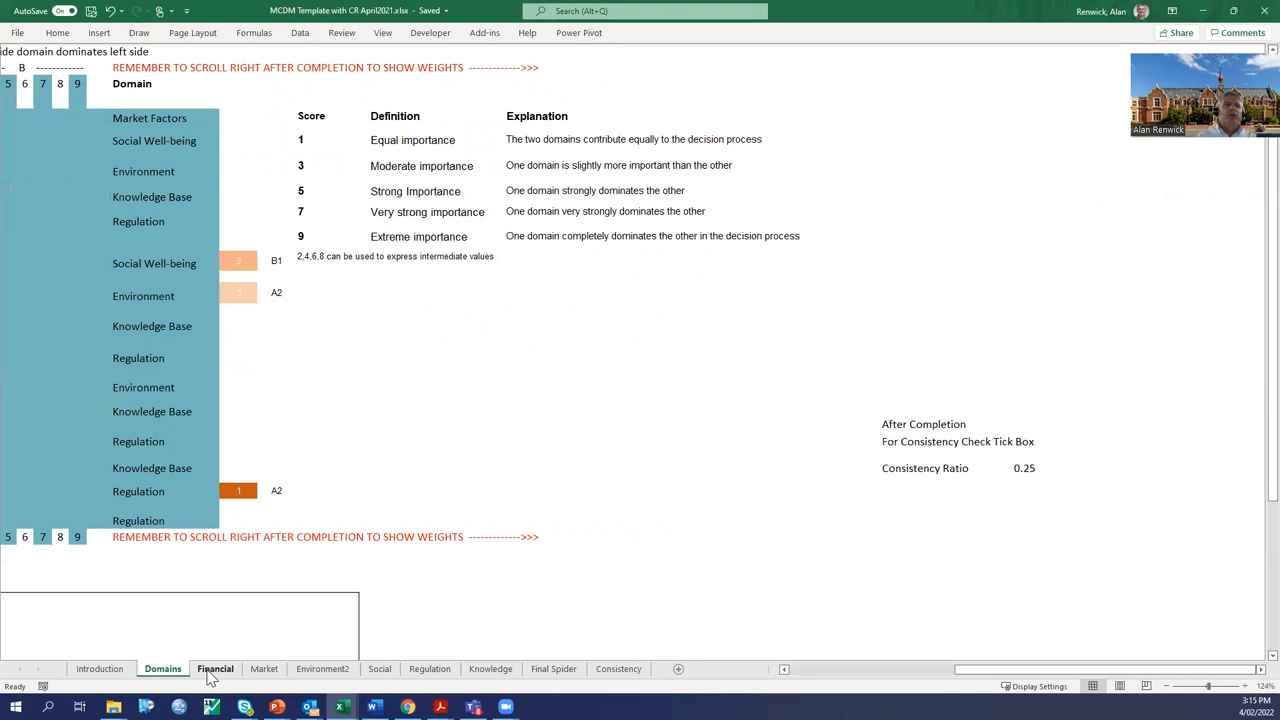 AutoSave On
MCDM Template with CR April2021.xlsx - Saved
Search (Alt+Q)
Renwick, Alan
File Home Insert Draw Page Layout Formulas Data Review View Developer Add-ins Help Power Pivot Share Comments
ide domain dominates left side
- B ------------ REMEMBER TO SCROLL RIGHT AFTER COMPLETION TO SHOW WEIGHTS ------------->>>
5 6 7 8 9 Domain
Score Definition Explanation
Market Factors
1 Equal importance The two domains contribute equally to the decision process
Social Well-being
3 Moderate importance One domain is slightly more important than the other
Environment
5 Strong Importance One domain strongly dominates the other
Knowledge Base
7 Very strong importance One domain very strongly dominates the other
Regulation
9 Extreme importance One domain completely dominates the other in the decision process
2,4,6,8 can be used to express intermediate values
Social Well-being 2 B1
Environment 3 A2
Knowledge Base
Regulation
Environment
Knowledge Base
After Completion
Regulation
For Consistency Check Tick Box
Knowledge Base
Consistency Ratio 0.25
Regulation 1 A2
Regulation
5 6 7 8 9 REMEMBER TO SCROLL RIGHT AFTER COMPLETION TO SHOW WEIGHTS ------------->>>
Alan Renwick
Introduction Domains Financial Market Environment2 Social Regulation Knowledge Final Spider Consistency
Ready Display Settings 124%
3:15 PM
4/02/2022